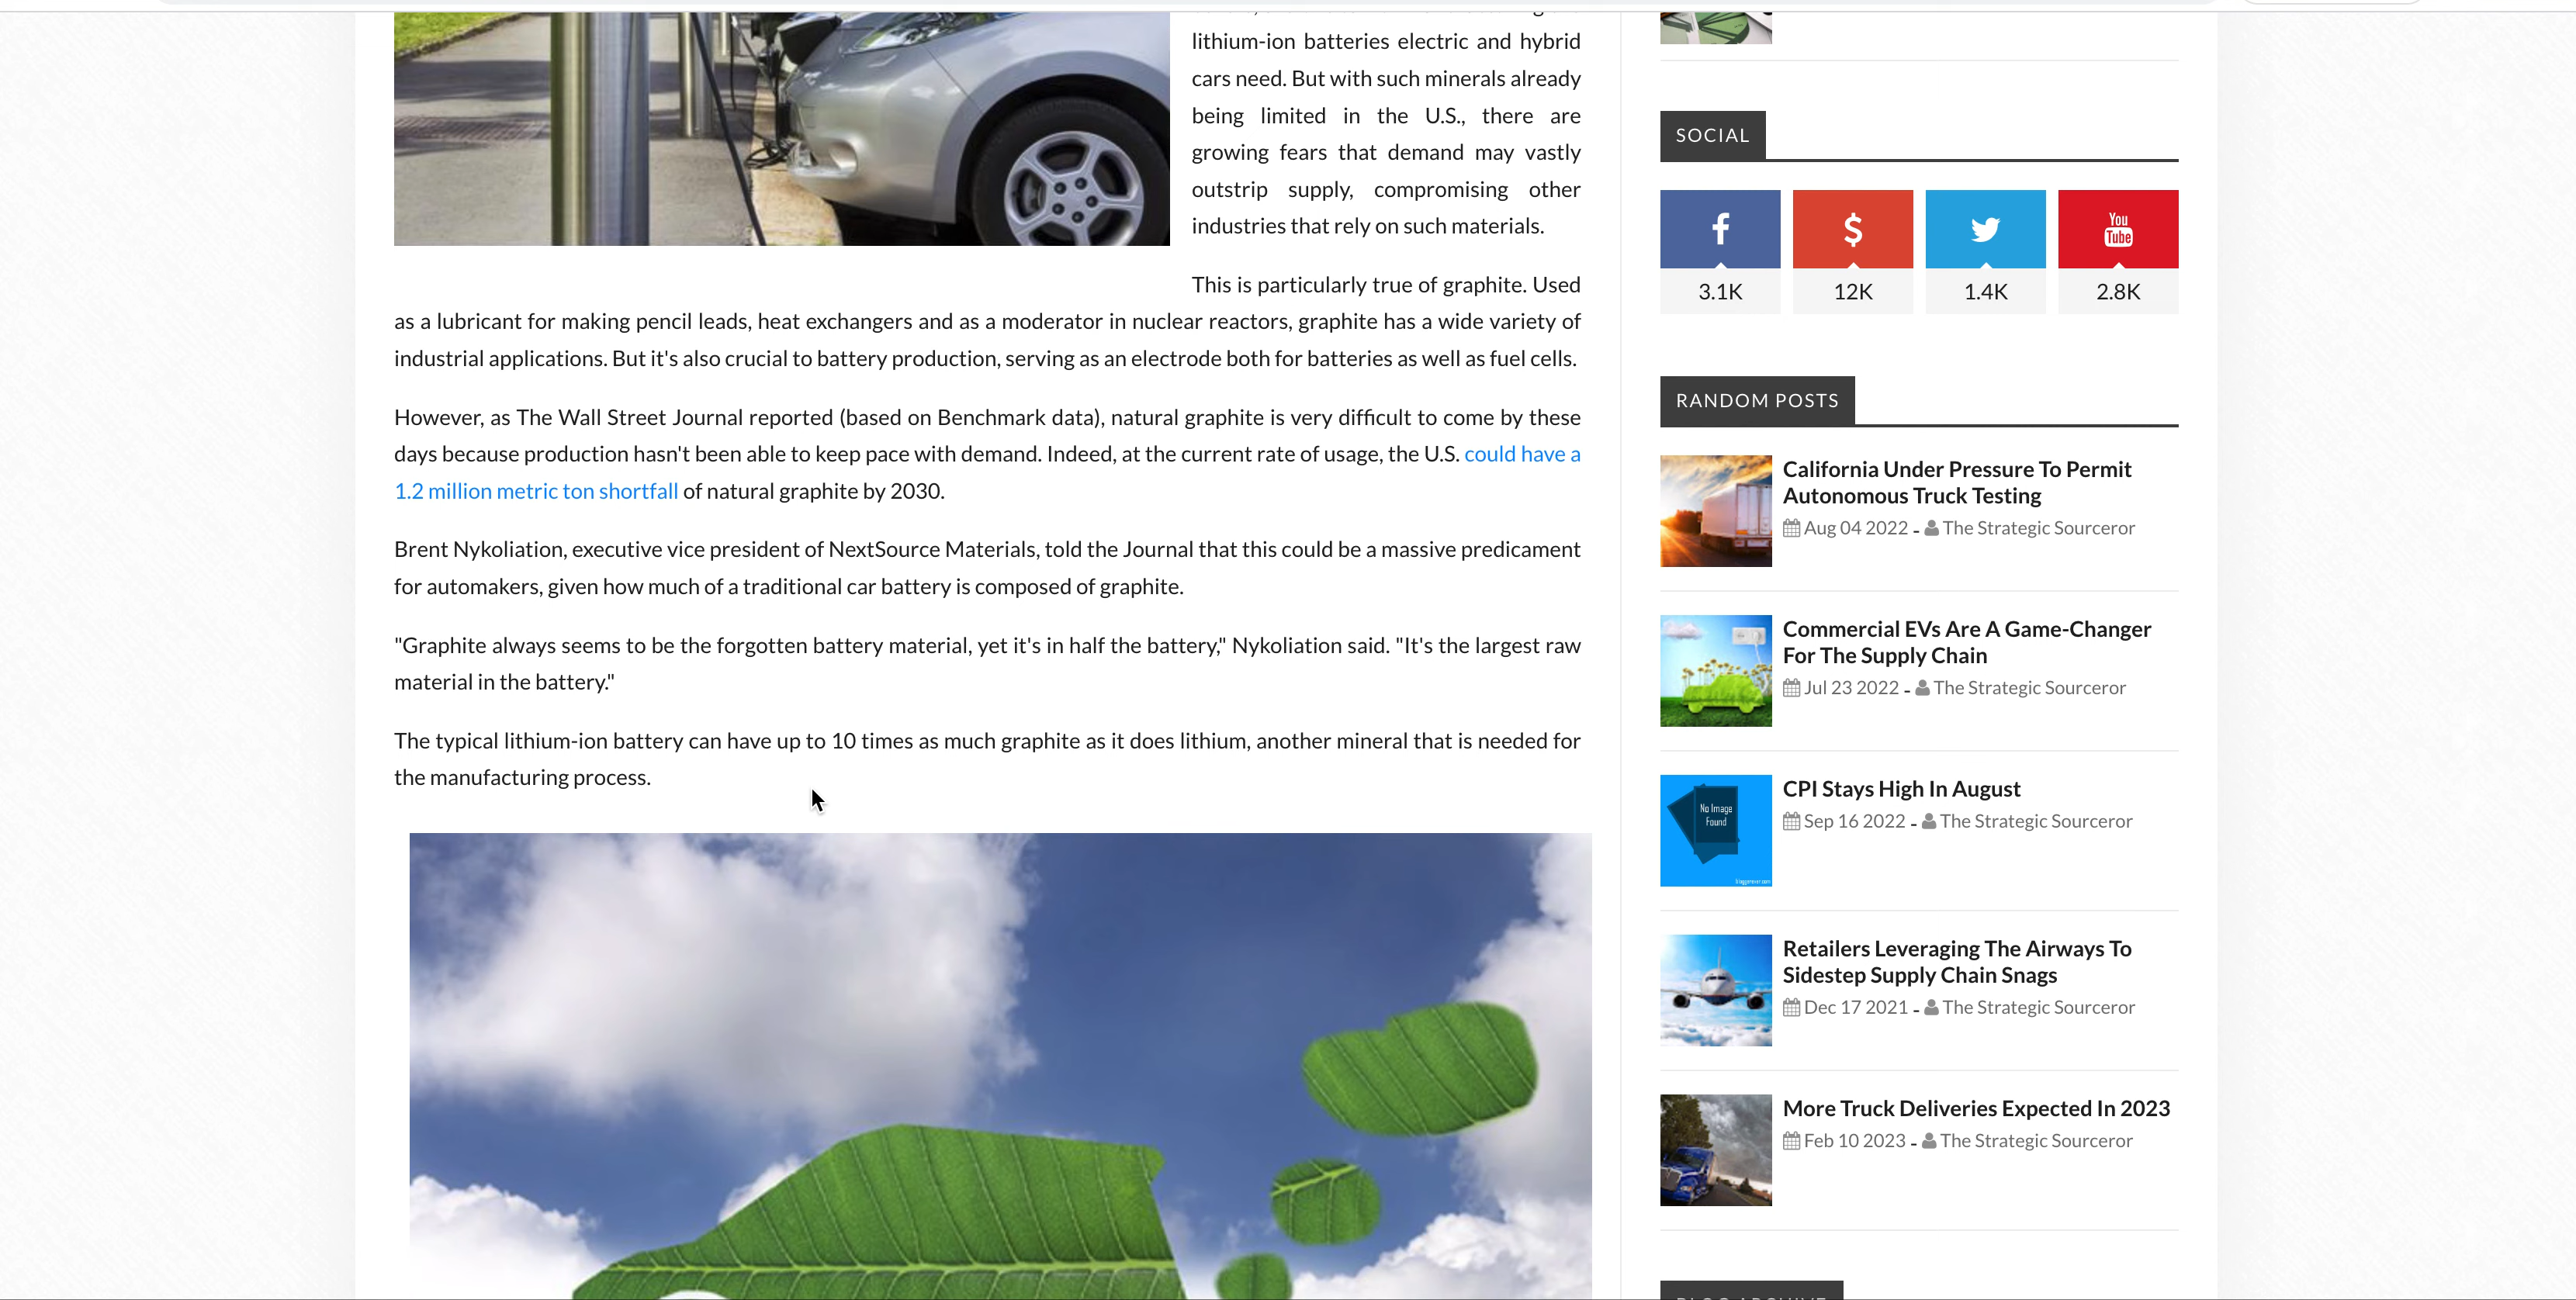 lithium-ion batteries electric and hybrid
cars need. But with such minerals already
being limited in the U.S., there are
growing fears that demand may vastly
outstrip supply, compromising other
industries that rely on such materials.
This is particularly true of graphite. Used
as a lubricant for making pencil leads, heat exchangers and as a moderator in nuclear reactors, graphite has a wide variety of
industrial applications. But it's also crucial to battery production, serving as an electrode both for batteries as well as fuel cells.
However, as The Wall Street Journal reported (based on Benchmark data), natural graphite is very difficult to come by these
days because production hasn't been able to keep pace with demand. Indeed, at the current rate of usage, the U.S. could have a
1.2 million metric ton shortfall of natural graphite by 2030.
Brent Nykoliation, executive vice president of NextSource Materials, told the Journal that this could be a massive predicament
for automakers, given how much of a traditional car battery is composed of graphite.
"Graphite always seems to be the forgotten battery material, yet it's in half the battery," Nykoliation said. "It's the largest raw
material in the battery."
The typical lithium-ion battery can have up to 10 times as much graphite as it does lithium, another mineral that is needed for
the manufacturing process.
SOCIAL
You
Tube
3.1K 12K 1.4K 2.8K
RANDOM POSTS
California Under Pressure To Permit
Autonomous Truck Testing
Aug 04 2022 - The Strategic Sourceror
Commercial EVs Are A Game-Changer
For The Supply Chain
Jul 23 2022 - The Strategic Sourceror
No Image
Found
CPI Stays High In August
Sep 16 2022 - The Strategic Sourceror
Retailers Leveraging The Airways To
Sidestep Supply Chain Snags
Dec 17 2021 - The Strategic Sourceror
More Truck Deliveries Expected In 2023
Feb 10 2023 - The Strategic Sourceror